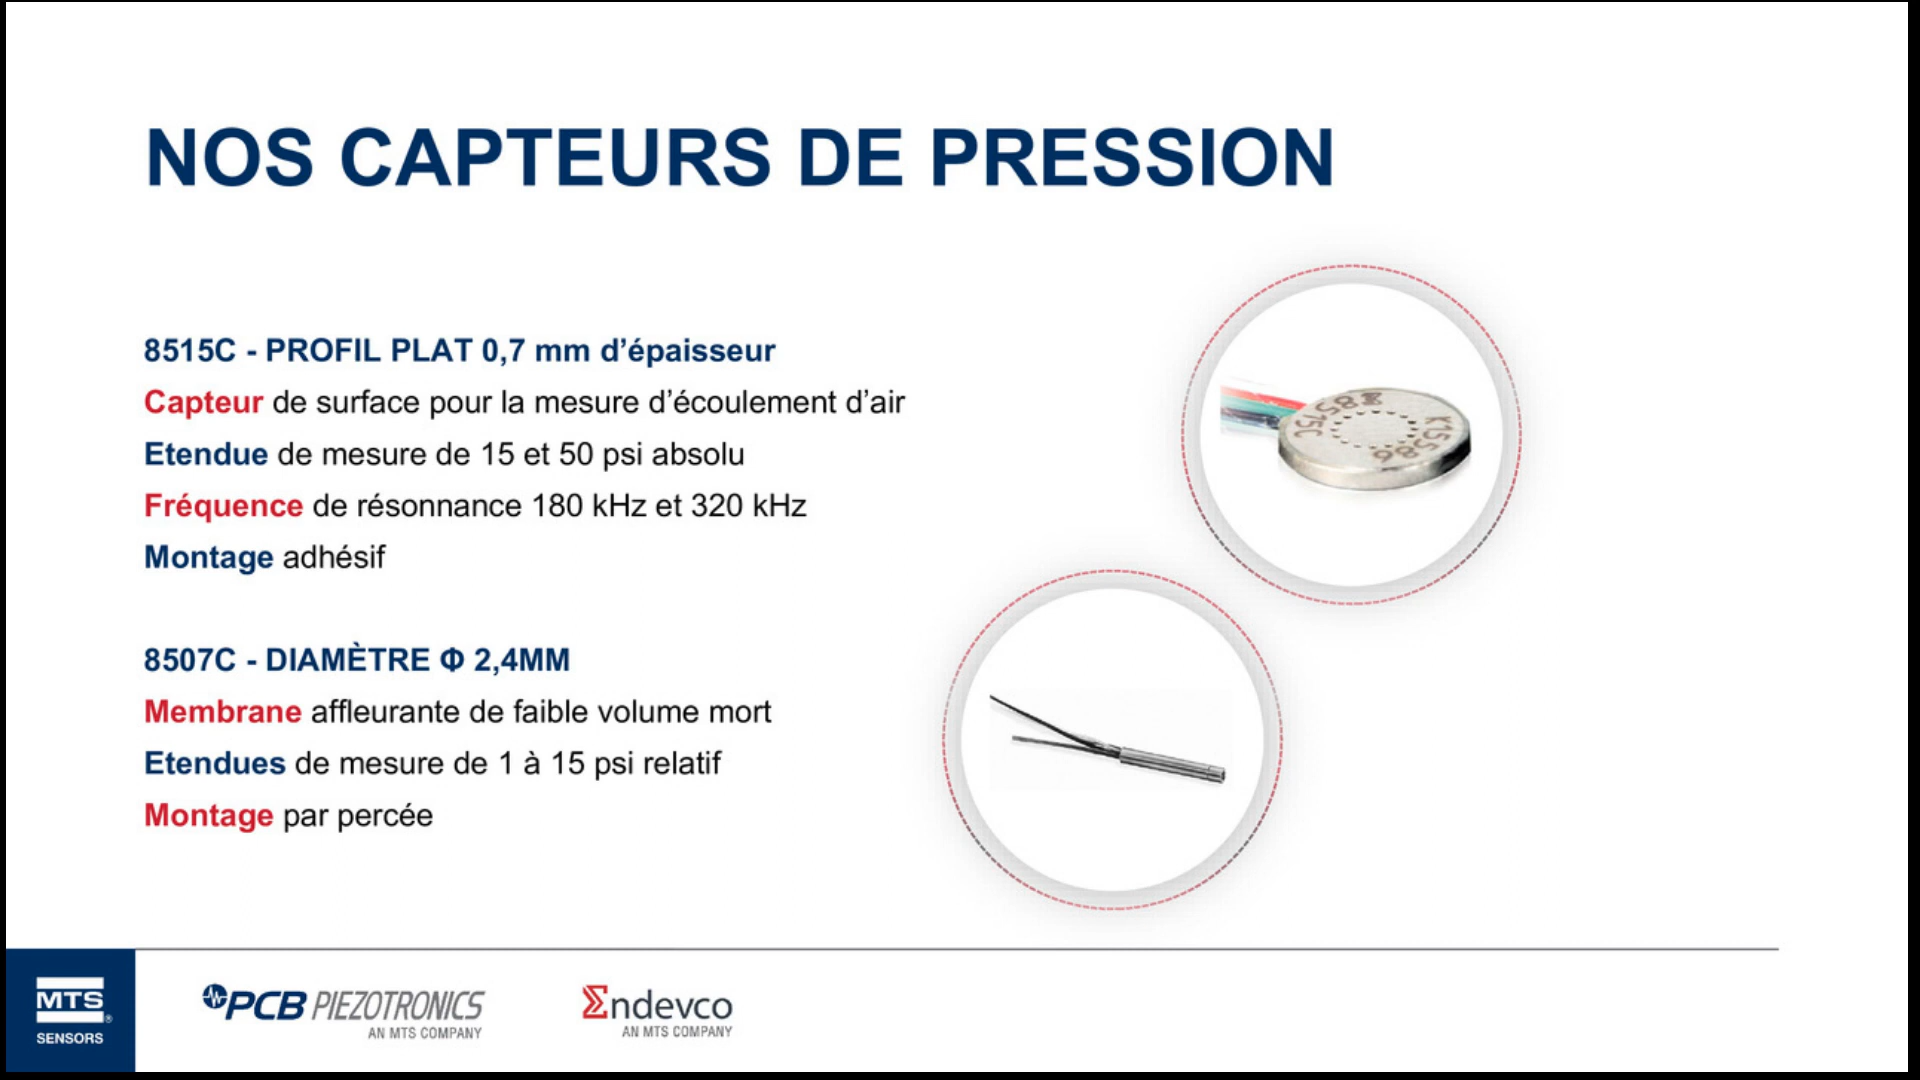 NOS CAPTEURS DE PRESSION
8515C - PROFIL PLAT 0,7 mm d’épaisseur
Capteur de surface pour la mesure d’écoulement d’air
Etendue de mesure de 15 et 50 psi absolu
Fréquence de résonnance 180 kHz et 320 kHz
Montage adhésif
8515C
K1586
8507C - DIAMÈTRE Φ 2,4MM
Membrane affleurante de faible volume mort
Etendues de mesure de 1 à 15 psi relatif
Montage par percée
MTS®
SENSORS
PCB PIEZOTRONICS
AN MTS COMPANY
Endevco
AN MTS COMPANY